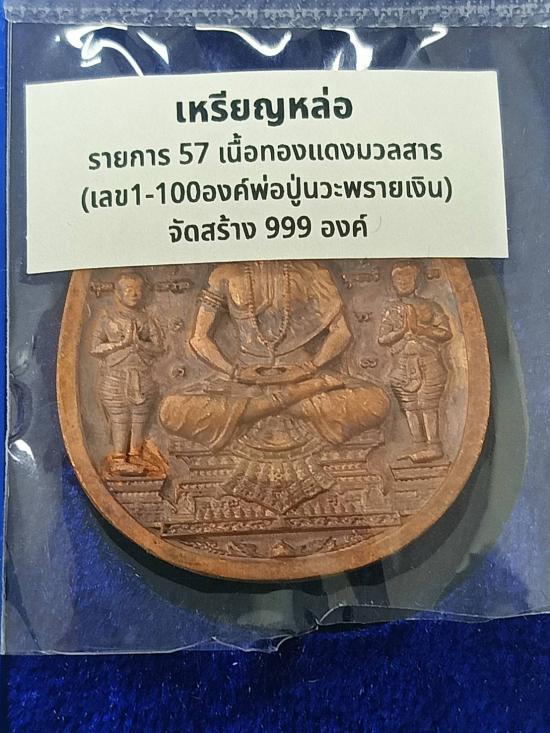 เหรียญหล่อ
รายการ 57 เนื้อทองแดงมวลสาร
(เลข1-100องค์พ่อปู่นวะพรายเงิน)
จัดสร้าง 999 องค์